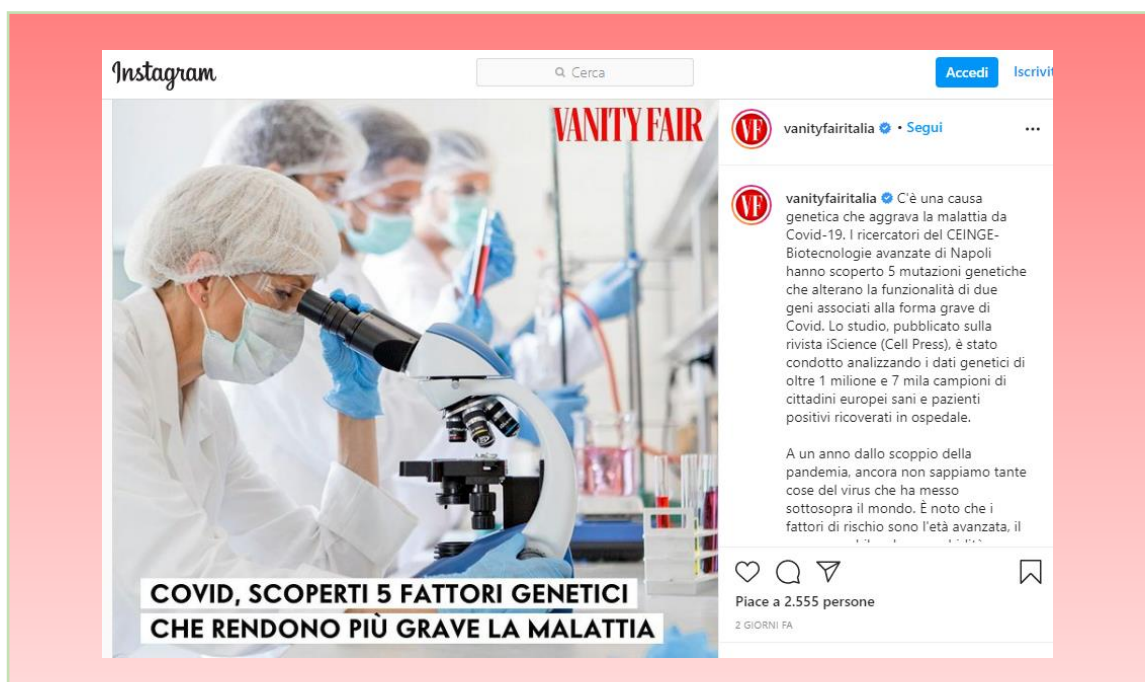 Instagram
Cerca
Accedi
Iscrivit
VANITY FAIR
VF
vanityfairitalia • Segui
VF
vanityfairitalia C'è una causa
genetica che aggrava la malattia da
Covid-19. I ricercatori del CEINGE-
Biotecnologie avanzate di Napoli
hanno scoperto 5 mutazioni genetiche
che alterano la funzionalità di due
geni associati alla forma grave di
Covid. Lo studio, pubblicato sulla
rivista iScience (Cell Press), è stato
condotto analizzando i dati genetici di
oltre 1 milione e 7 mila campioni di
cittadini europei sani e pazienti
positivi ricoverati in ospedale.
A un anno dallo scoppio della
pandemia, ancora non sappiamo tante
cose del virus che ha messo
sottosopra il mondo. È noto che i
fattori di rischio sono l'età avanzata, il
COVID, SCOPERTI 5 FATTORI GENETICI
CHE RENDONO PIÙ GRAVE LA MALATTIA
Piace a 2.555 persone
2 GIORNI FA